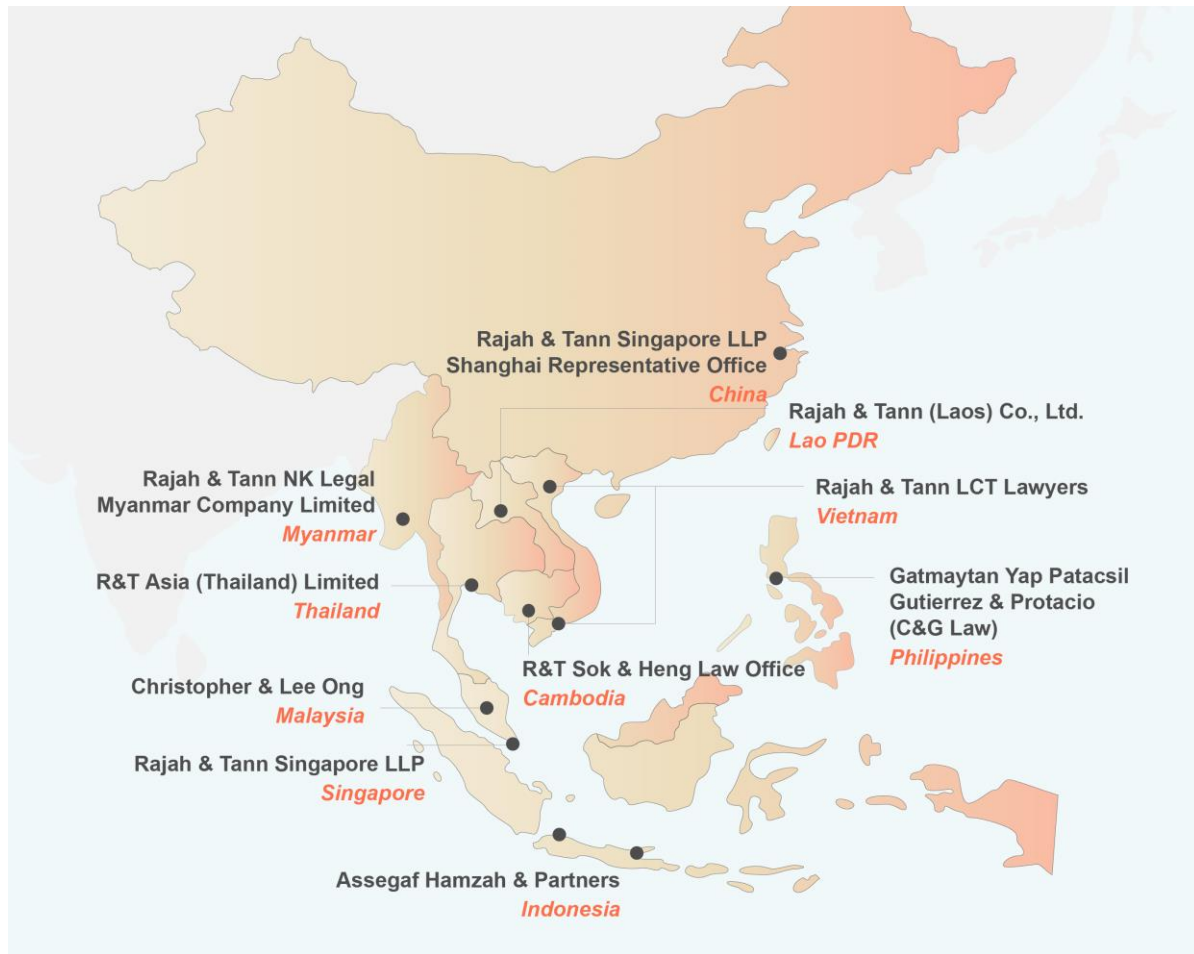 Rajah & Tann Singapore LLP
Shanghai Representative Office
China
Rajah & Tann (Laos) Co., Ltd.
Lao PDR
Rajah & Tann NK Legal
Myanmar Company Limited
Myanmar
Rajah & Tann LCT Lawyers
Vietnam
R&T Asia (Thailand) Limited
Thailand
Gatmaytan Yap Patacsil
Gutierrez & Protacio
(C&G Law)
Philippines
R&T Sok & Heng Law Office
Cambodia
Christopher & Lee Ong
Malaysia
Rajah & Tann Singapore LLP
Singapore
Assegaf Hamzah & Partners
Indonesia